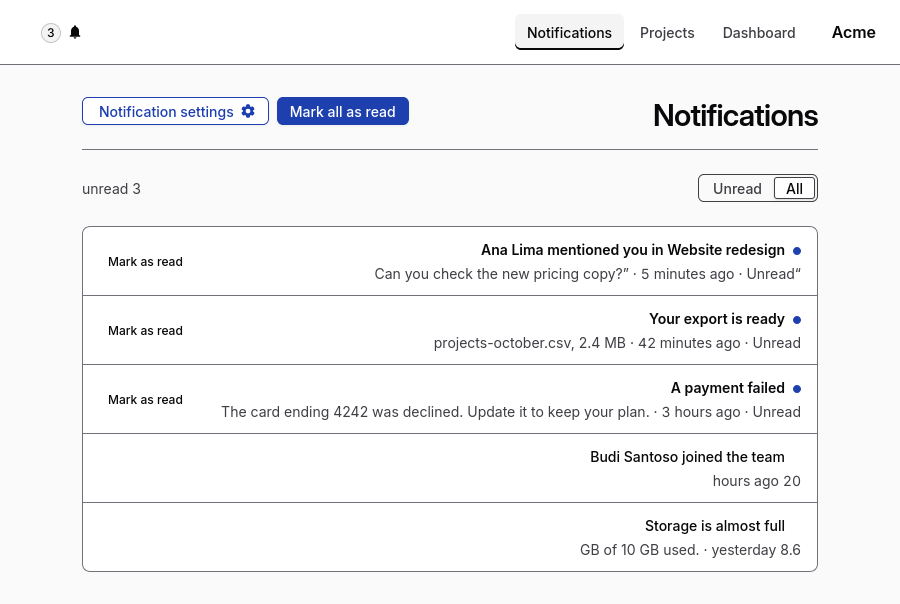 Acme
Dashboard
Projects
Notifications
3
Notifications
Mark all as read
Notification settings
unread 3
All
Unread
Ana Lima mentioned you in Website redesign
Can you check the new pricing copy?” · 5 minutes ago · Unread“
Mark as read
Your export is ready
projects-october.csv, 2.4 MB · 42 minutes ago · Unread
Mark as read
A payment failed
The card ending 4242 was declined. Update it to keep your plan. · 3 hours ago · Unread
Mark as read
Budi Santoso joined the team
hours ago 20
Storage is almost full
GB of 10 GB used. · yesterday 8.6